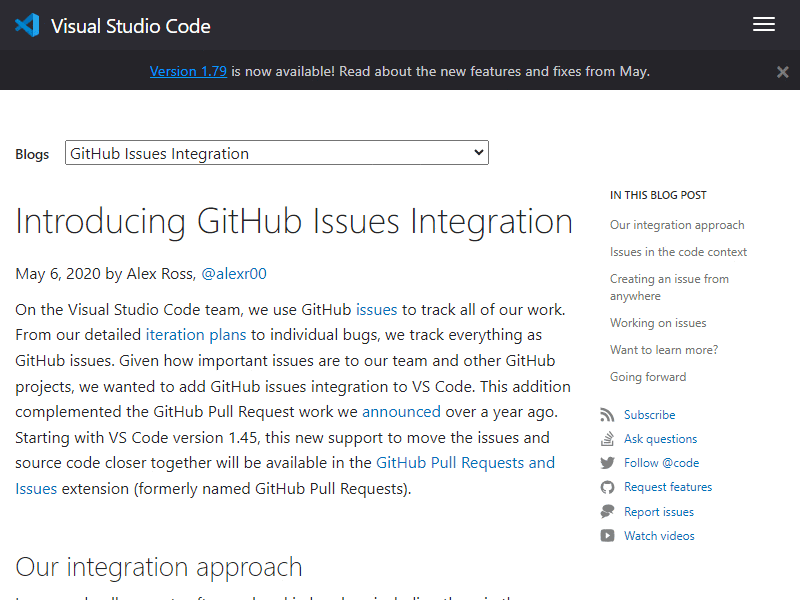 Visual Studio Code
Version 1.79 is now available! Read about the new features and fixes from May.
Blogs
GitHub Issues Integration
Introducing GitHub Issues Integration
May 6, 2020 by Alex Ross, @alexr00
On the Visual Studio Code team, we use GitHub issues to track all of our work.
From our detailed iteration plans to individual bugs, we track everything as
GitHub issues. Given how important issues are to our team and other GitHub
projects, we wanted to add GitHub issues integration to VS Code. This addition
complemented the GitHub Pull Request work we announced over a year ago.
Starting with VS Code version 1.45, this new support to move the issues and
source code closer together will be available in the GitHub Pull Requests and
Issues extension (formerly named GitHub Pull Requests).
Our integration approach
IN THIS BLOG POST
Our integration approach
Issues in the code context
Creating an issue from
anywhere
Working on issues
Want to learn more?
Going forward
Subscribe
Ask questions
Follow @code
Request features
Report issues
Watch videos